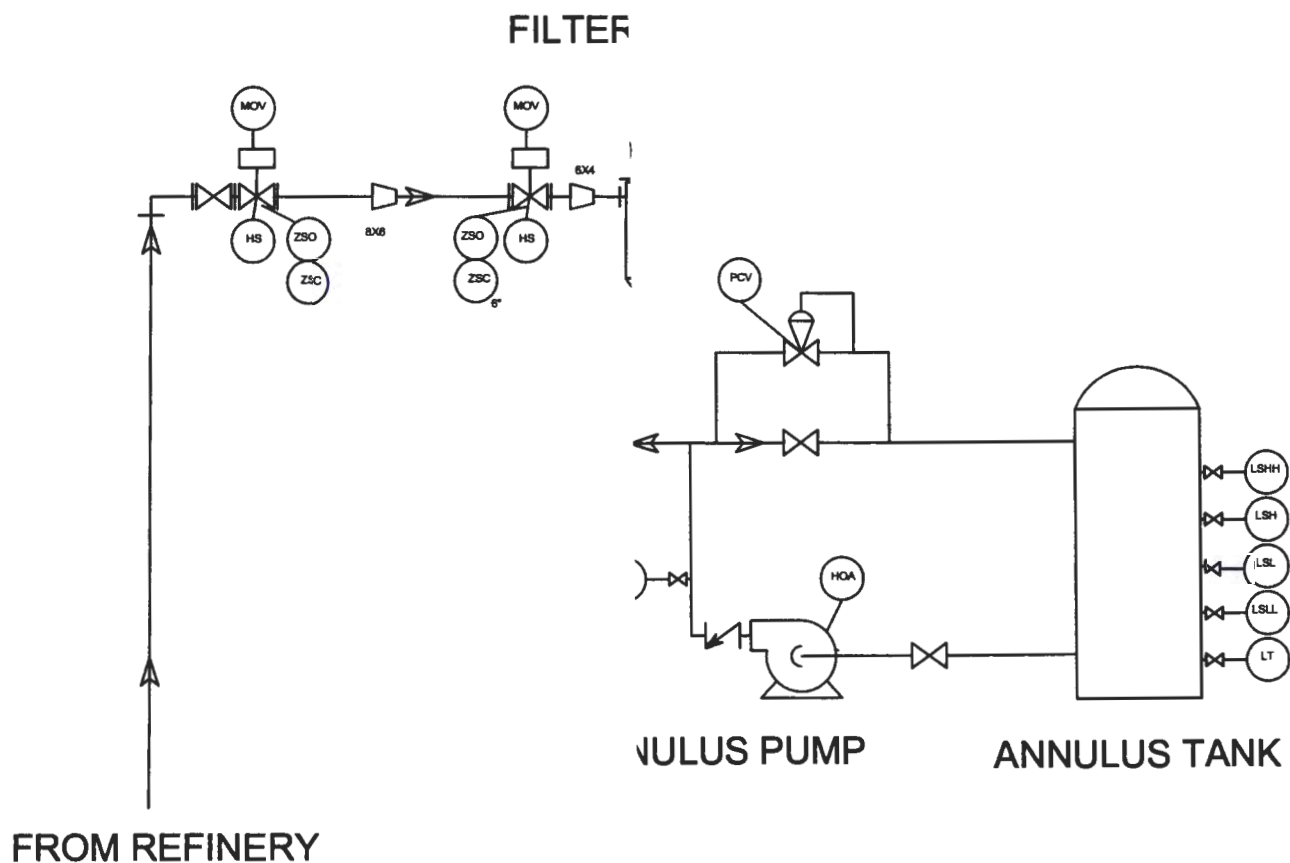 FILTER
MOV
MOV
6X4
HS
ZSO
8X6
ZSO
HS
ZSC
ZSC
6"
PCV
LSHH
LSH
LSL
HOA
LSLL
LT
NULUS PUMP
ANNULUS TANK
FROM REFINERY